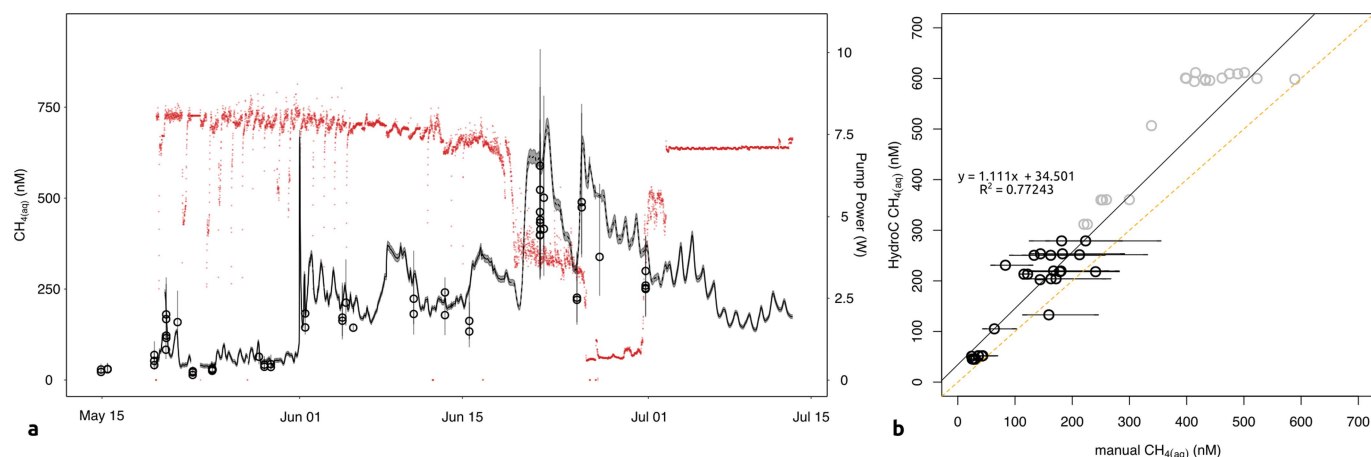 CH4(aq) (nM)
750
500
250
0
10
7.5
5
2.5
0
Pump Power (W)
May 15
Jun 01
Jun 15
Jul 01
Jul 15
a
HydroC CH4(aq) (nM)
700
600
500
400
300
200
100
0
y = 1.111x + 34.501
R² = 0.77243
0
100
200
300
400
500
600
700
manual CH4(aq) (nM)
b